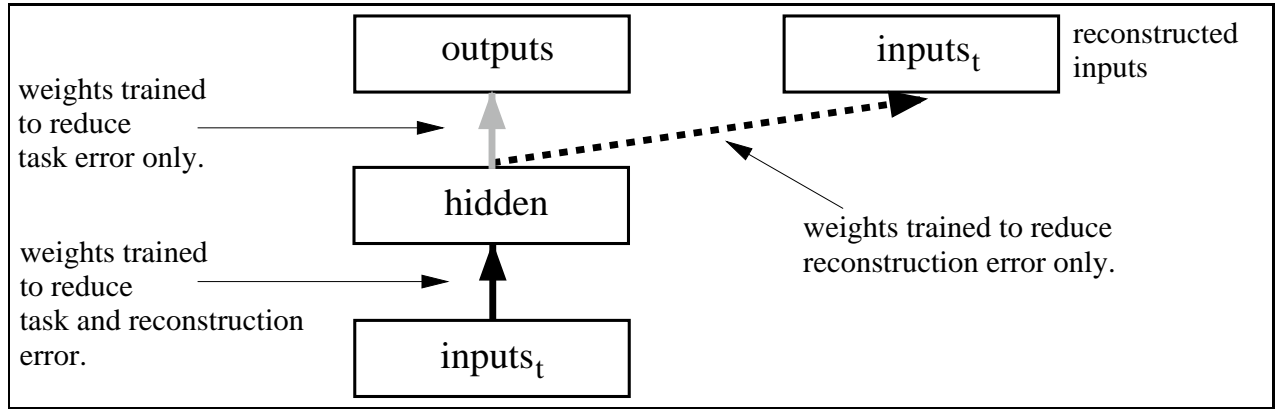 outputs
inputs_t
reconstructed
inputs
weights trained
to reduce
task error only.
hidden
weights trained to reduce
reconstruction error only.
weights trained
to reduce
task and reconstruction
error.
inputs_t